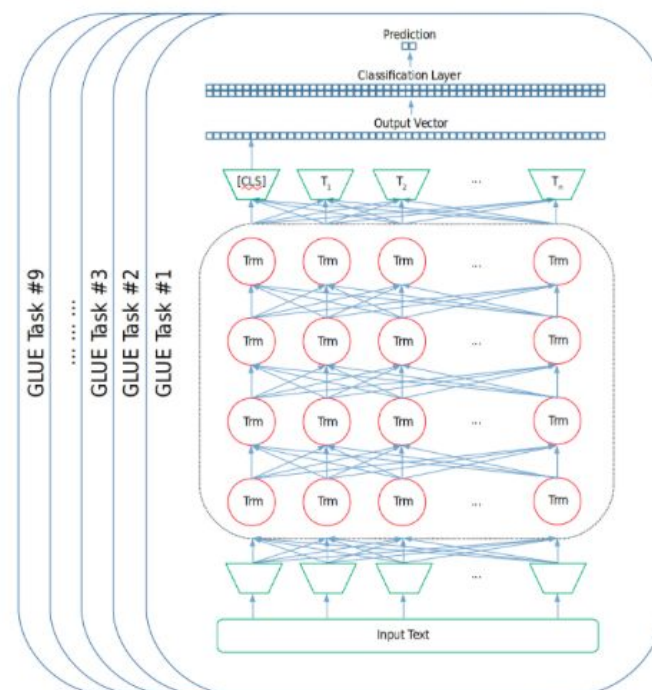 Prediction
Classification Layer
Output Vector
[CLS] T1 T2 ... Tn
Trm Trm Trm ... Trm
Trm Trm Trm ... Trm
Trm Trm Trm ... Trm
Trm Trm Trm ... Trm
...
Input Text
GLUE Task #9
... ... ...
GLUE Task #3
GLUE Task #2
GLUE Task #1